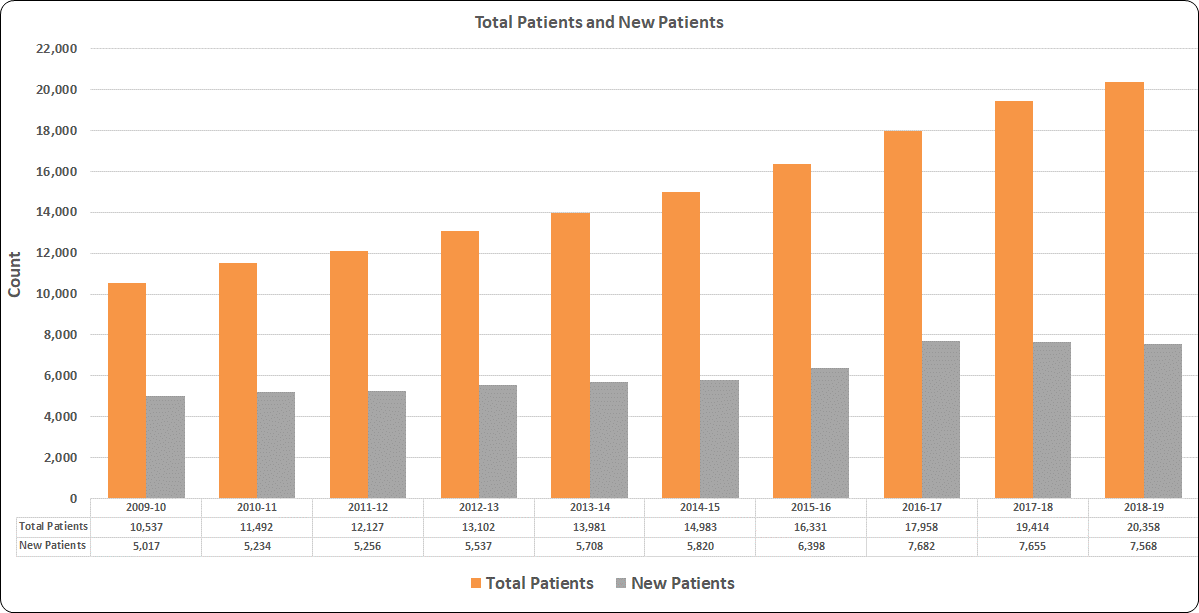 Total Patients and New Patients
22,000
20,000
18,000
16,000
14,000
12,000
10,000
8,000
6,000
4,000
2,000
0
Count
2009-10 2010-11 2011-12 2012-13 2013-14 2014-15 2015-16 2016-17 2017-18 2018-19
Total Patients 10,537 11,492 12,127 13,102 13,981 14,983 16,331 17,958 19,414 20,358
New Patients 5,017 5,234 5,256 5,537 5,708 5,820 6,398 7,682 7,655 7,568
Total Patients New Patients